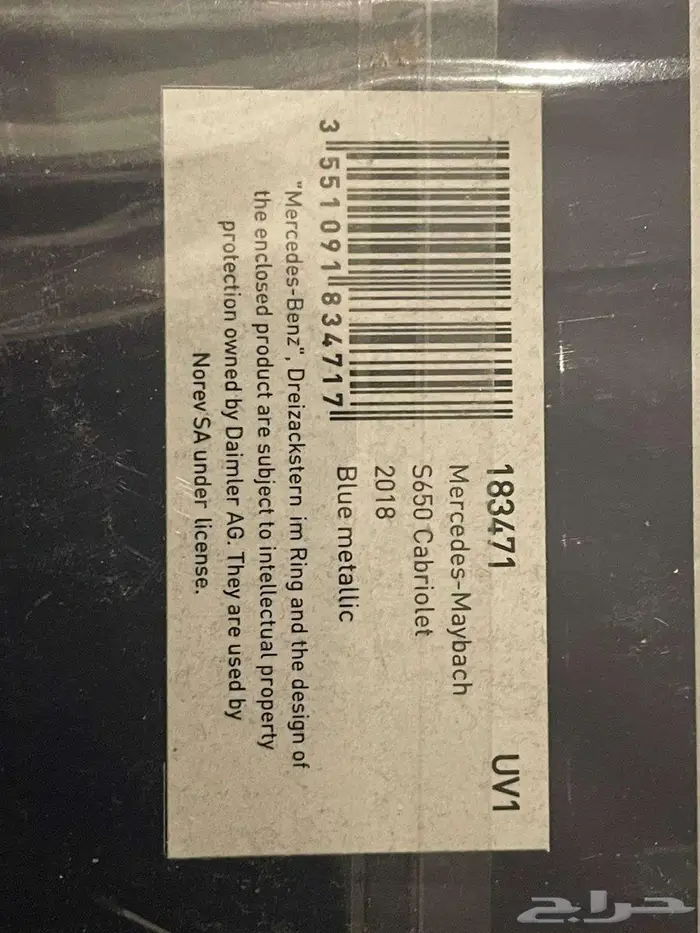 183471 UV1
Mercedes-Maybach
S650 Cabriolet
2018
Blue metallic
3 551091 834717
"Mercedes-Benz", Dreizackstern im Ring and the design of
the enclosed product are subject to intellectual property
protection owned by Daimler AG. They are used by
Norev SA under license.
حراج